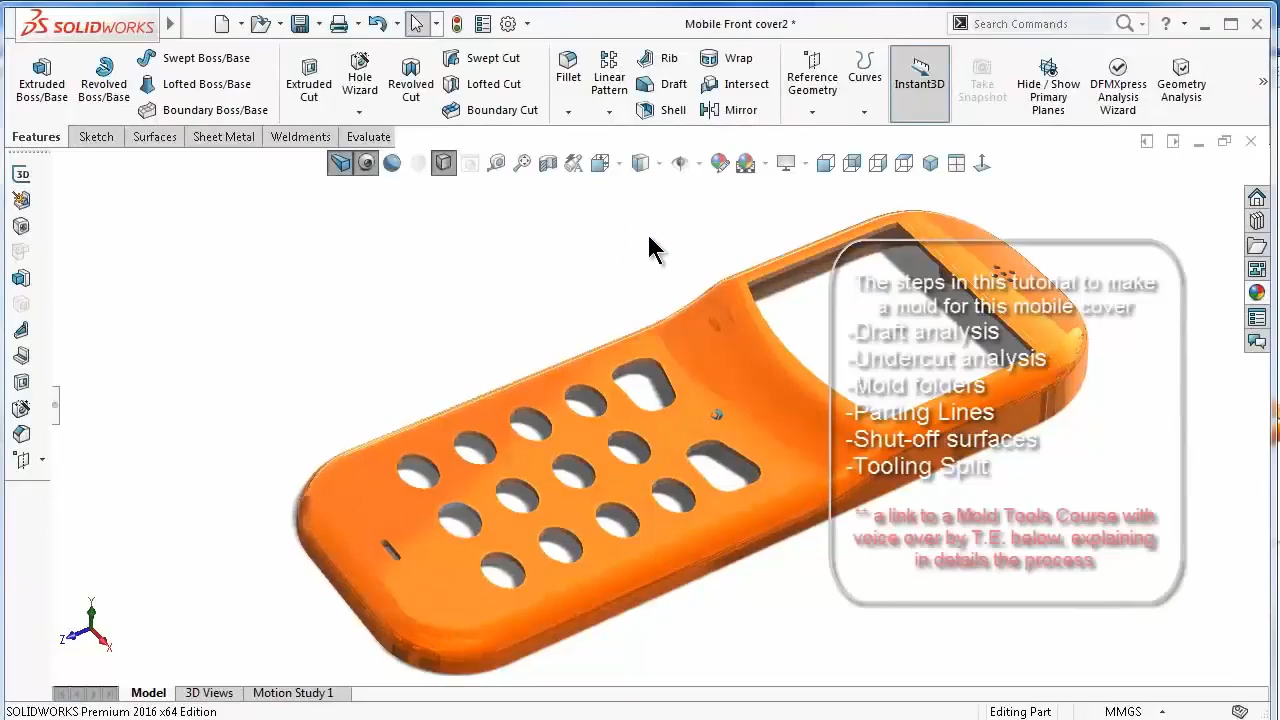 SOLIDWORKS
Mobile Front cover2 *
Search Commands
?
Extruded Boss/Base
Revolved Boss/Base
Swept Boss/Base
Lofted Boss/Base
Boundary Boss/Base
Extruded Cut
Hole Wizard
Revolved Cut
Swept Cut
Lofted Cut
Boundary Cut
Fillet
Linear Pattern
Rib
Draft
Shell
Wrap
Intersect
Mirror
Reference Geometry
Curves
Instant3D
Take Snapshot
Hide / Show Primary Planes
DFMXpress Analysis Wizard
Geometry Analysis
Features
Sketch
Surfaces
Sheet Metal
Weldments
Evaluate
3D
The steps in this tutorial to make
a mold for this mobile cover
-Draft analysis
-Undercut analysis
-Mold folders
-Parting Lines
-Shut-off surfaces
-Tooling Split
** a link to a Mold Tools Course with
voice over by T.E. below, explaining
in details the process
Y
Z
X
Model
3D Views
Motion Study 1
SOLIDWORKS Premium 2016 x64 Edition
Editing Part
MMGS